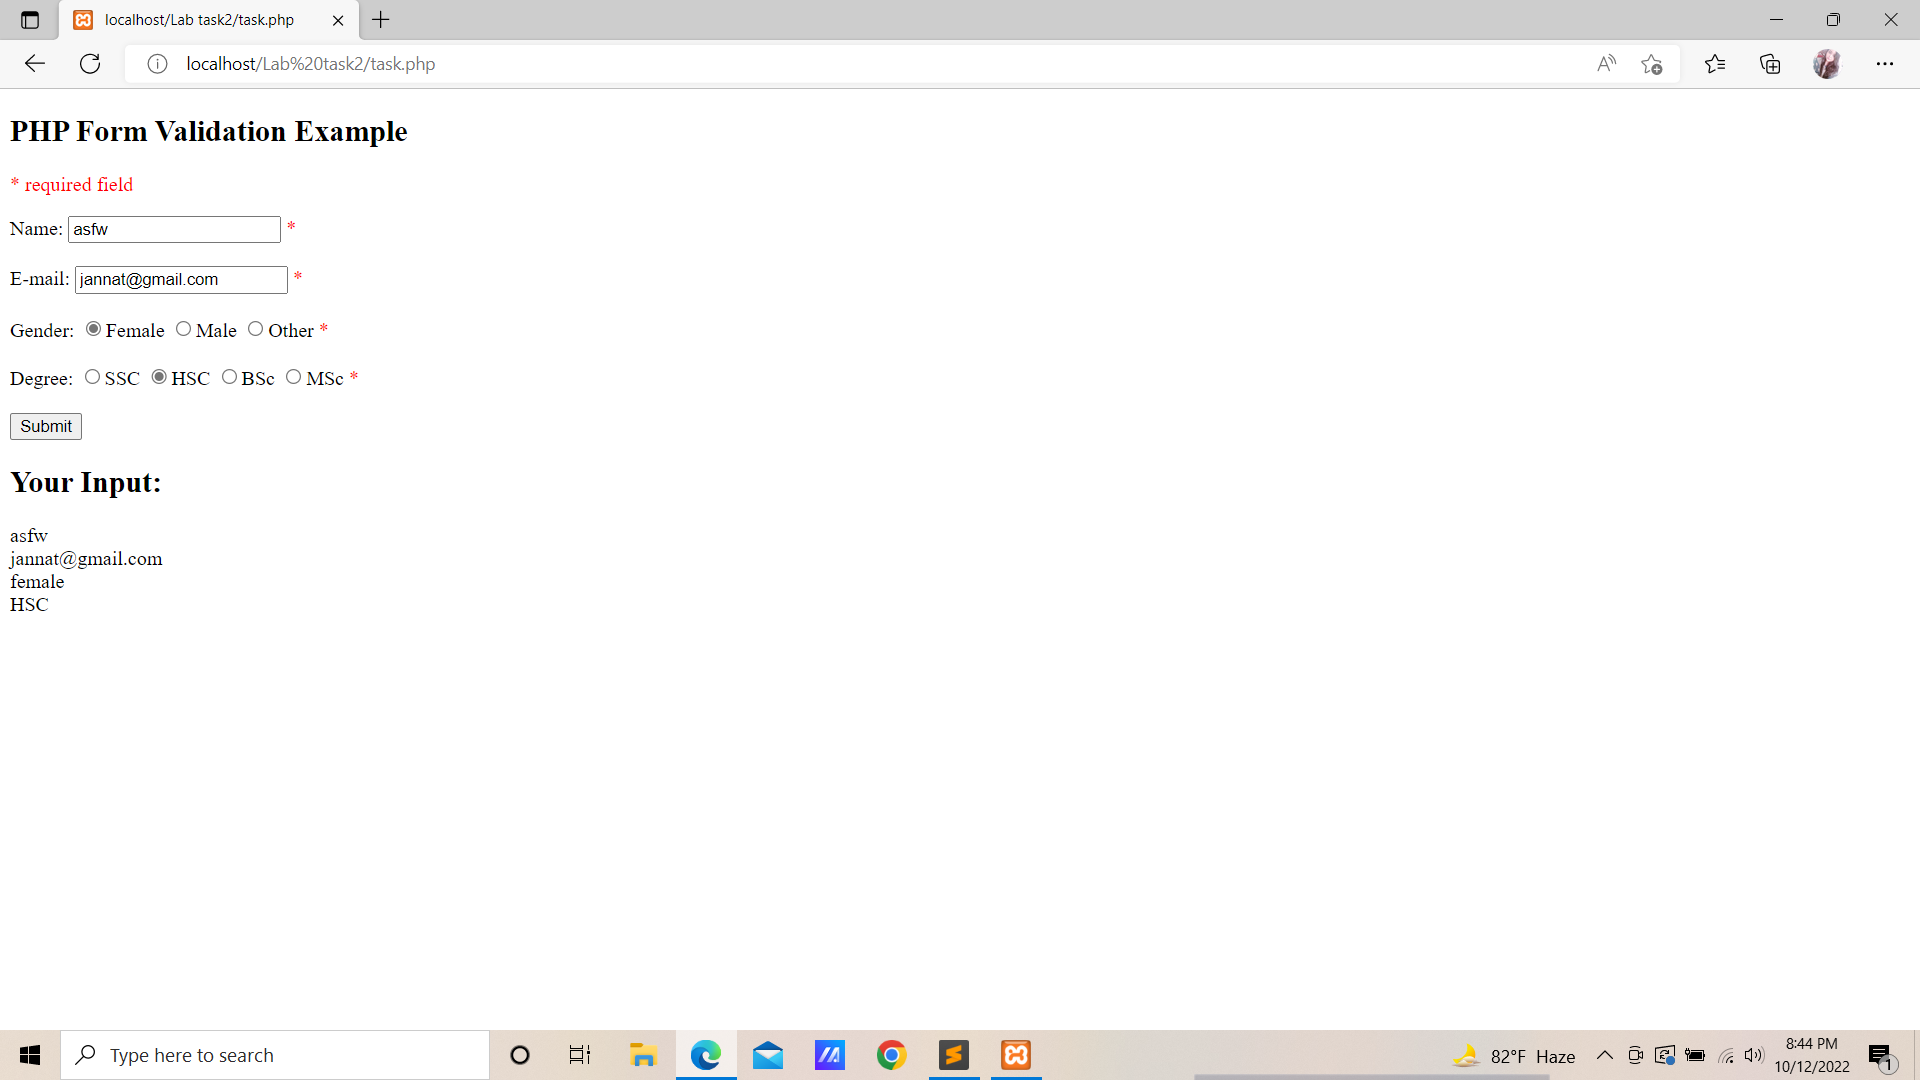 localhost/Lab task2/task.php
localhost/Lab%20task2/task.php
PHP Form Validation Example
* required field
Name: asfw *
E-mail: jannat@gmail.com *
Gender: Female Male Other *
Degree: SSC HSC BSc MSc *
Submit
Your Input:
asfw
jannat@gmail.com
female
HSC
Type here to search
82°F Haze
8:44 PM
10/12/2022
1